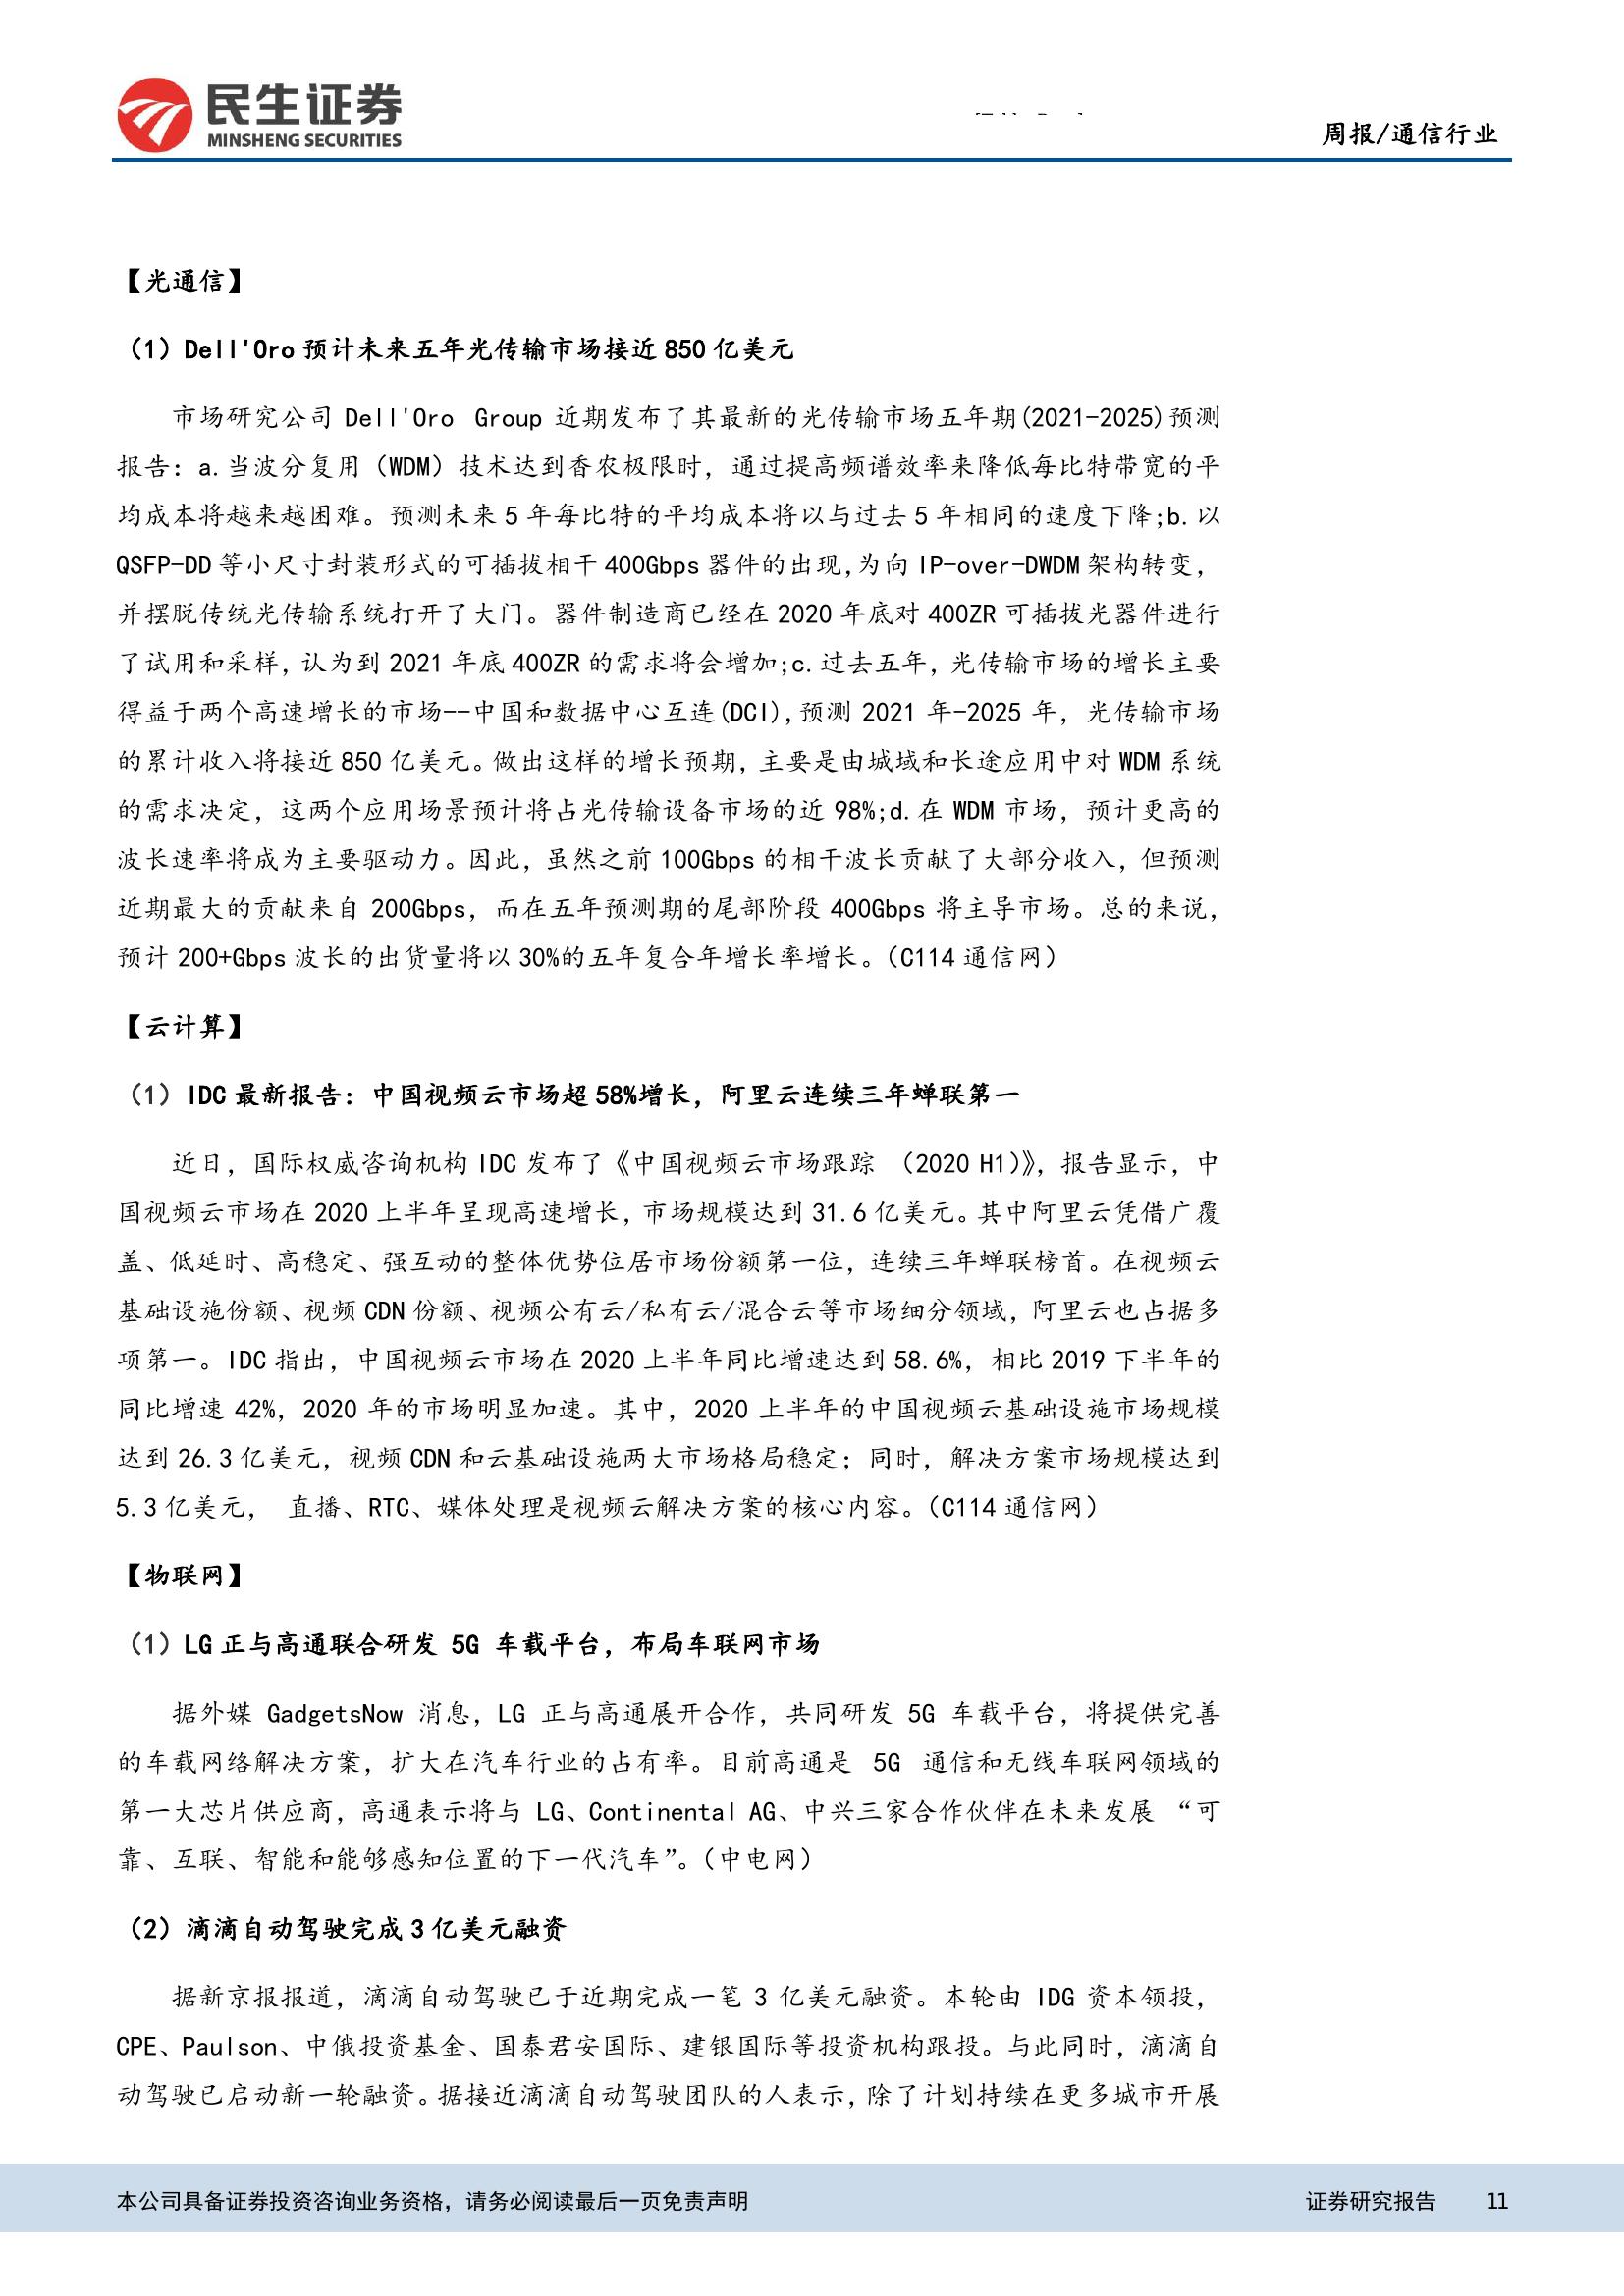 民生证券
MINSHENG SECURITIES
周报/通信行业
【光通信】
（1）Dell'Oro 预计未来五年光传输市场接近 850 亿美元
市场研究公司 Dell'Oro Group 近期发布了其最新的光传输市场五年期(2021-2025)预测
报告：a.当波分复用（WDM）技术达到香农极限时，通过提高频谱效率来降低每比特带宽的平
均成本将越来越困难。预测未来 5 年每比特的平均成本将以与过去 5 年相同的速度下降;b.以
QSFP-DD 等小尺寸封装形式的可插拔相干 400Gbps 器件的出现,为向 IP-over-DWDM 架构转变，
并摆脱传统光传输系统打开了大门。器件制造商已经在 2020 年底对 400ZR 可插拔光器件进行
了试用和采样，认为到 2021 年底 400ZR 的需求将会增加;c.过去五年，光传输市场的增长主要
得益于两个高速增长的市场--中国和数据中心互连(DCI),预测 2021 年-2025 年，光传输市场
的累计收入将接近 850 亿美元。做出这样的增长预期，主要是由城域和长途应用中对 WDM 系统
的需求决定，这两个应用场景预计将占光传输设备市场的近 98%;d.在 WDM 市场，预计更高的
波长速率将成为主要驱动力。因此，虽然之前 100Gbps 的相干波长贡献了大部分收入，但预测
近期最大的贡献来自 200Gbps，而在五年预测期的尾部阶段 400Gbps 将主导市场。总的来说，
预计 200+Gbps 波长的出货量将以 30%的五年复合年增长率增长。（C114 通信网）
【云计算】
（1）IDC 最新报告：中国视频云市场超 58%增长，阿里云连续三年蝉联第一
近日，国际权威咨询机构 IDC 发布了《中国视频云市场跟踪 （2020 H1）》，报告显示，中
国视频云市场在 2020 上半年呈现高速增长，市场规模达到 31.6 亿美元。其中阿里云凭借广覆
盖、低延时、高稳定、强互动的整体优势位居市场份额第一位，连续三年蝉联榜首。在视频云
基础设施份额、视频 CDN 份额、视频公有云/私有云/混合云等市场细分领域，阿里云也占据多
项第一。IDC 指出，中国视频云市场在 2020 上半年同比增速达到 58.6%，相比 2019 下半年的
同比增速 42%，2020 年的市场明显加速。其中，2020 上半年的中国视频云基础设施市场规模
达到 26.3 亿美元，视频 CDN 和云基础设施两大市场格局稳定；同时，解决方案市场规模达到
5.3 亿美元， 直播、RTC、媒体处理是视频云解决方案的核心内容。（C114 通信网）
【物联网】
（1）LG 正与高通联合研发 5G 车载平台，布局车联网市场
据外媒 GadgetsNow 消息，LG 正与高通展开合作，共同研发 5G 车载平台，将提供完善
的车载网络解决方案，扩大在汽车行业的占有率。目前高通是 5G 通信和无线车联网领域的
第一大芯片供应商，高通表示将与 LG、Continental AG、中兴三家合作伙伴在未来发展 “可
靠、互联、智能和能够感知位置的下一代汽车”。（中电网）
（2）滴滴自动驾驶完成 3 亿美元融资
据新京报报道，滴滴自动驾驶已于近期完成一笔 3 亿美元融资。本轮由 IDG 资本领投，
CPE、Paulson、中俄投资基金、国泰君安国际、建银国际等投资机构跟投。与此同时，滴滴自
动驾驶已启动新一轮融资。据接近滴滴自动驾驶团队的人表示，除了计划持续在更多城市开展
本公司具备证券投资咨询业务资格，请务必阅读最后一页免责声明
证券研究报告 11